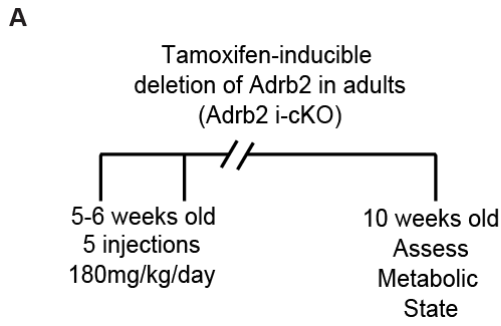 A
Tamoxifen-inducible
deletion of Adrb2 in adults
(Adrb2 i-cKO)
5-6 weeks old
5 injections
180mg/kg/day
10 weeks old
Assess
Metabolic
State